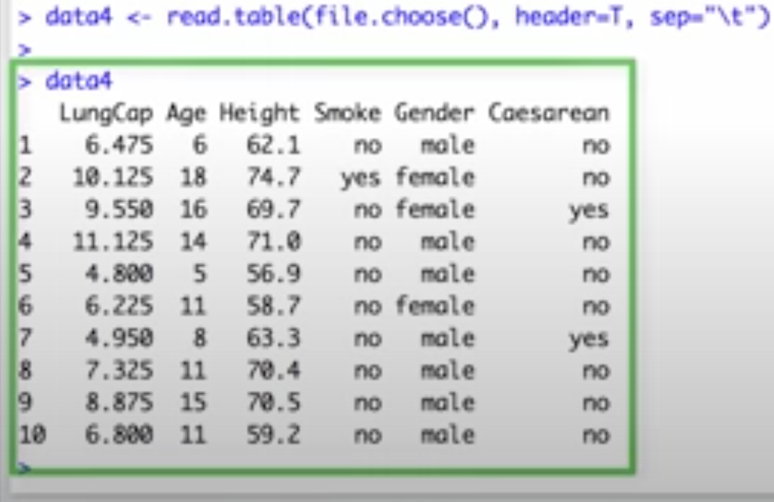 > data4 <- read.table(file.choose(), header=T, sep="\t")
>
> data4
LungCap Age Height Smoke Gender Caesarean
1 6.475 6 62.1 no male no
2 10.125 18 74.7 yes female no
3 9.550 16 69.7 no female yes
4 11.125 14 71.0 no male no
5 4.800 5 56.9 no male no
6 6.225 11 58.7 no female no
7 4.950 8 63.3 no male yes
8 7.325 11 70.4 no male no
9 8.875 15 70.5 no male no
10 6.800 11 59.2 no male no
>